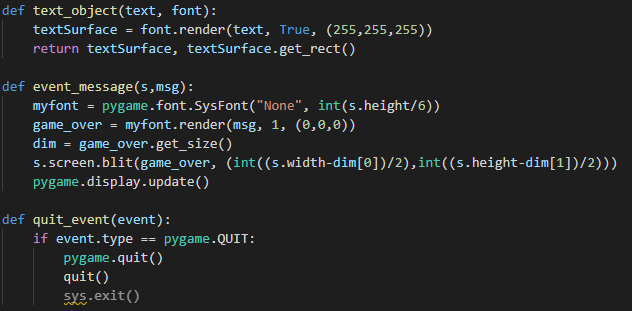 def text_object(text, font):
    textSurface = font.render(text, True, (255,255,255))
    return textSurface, textSurface.get_rect()

def event_message(s,msg):
    myfont = pygame.font.SysFont("None", int(s.height/6))
    game_over = myfont.render(msg, 1, (0,0,0))
    dim = game_over.get_size()
    s.screen.blit(game_over, (int((s.width-dim[0])/2),int((s.height-dim[1])/2)))
    pygame.display.update()

def quit_event(event):
    if event.type == pygame.QUIT:
        pygame.quit()
        quit()
        sys.exit()